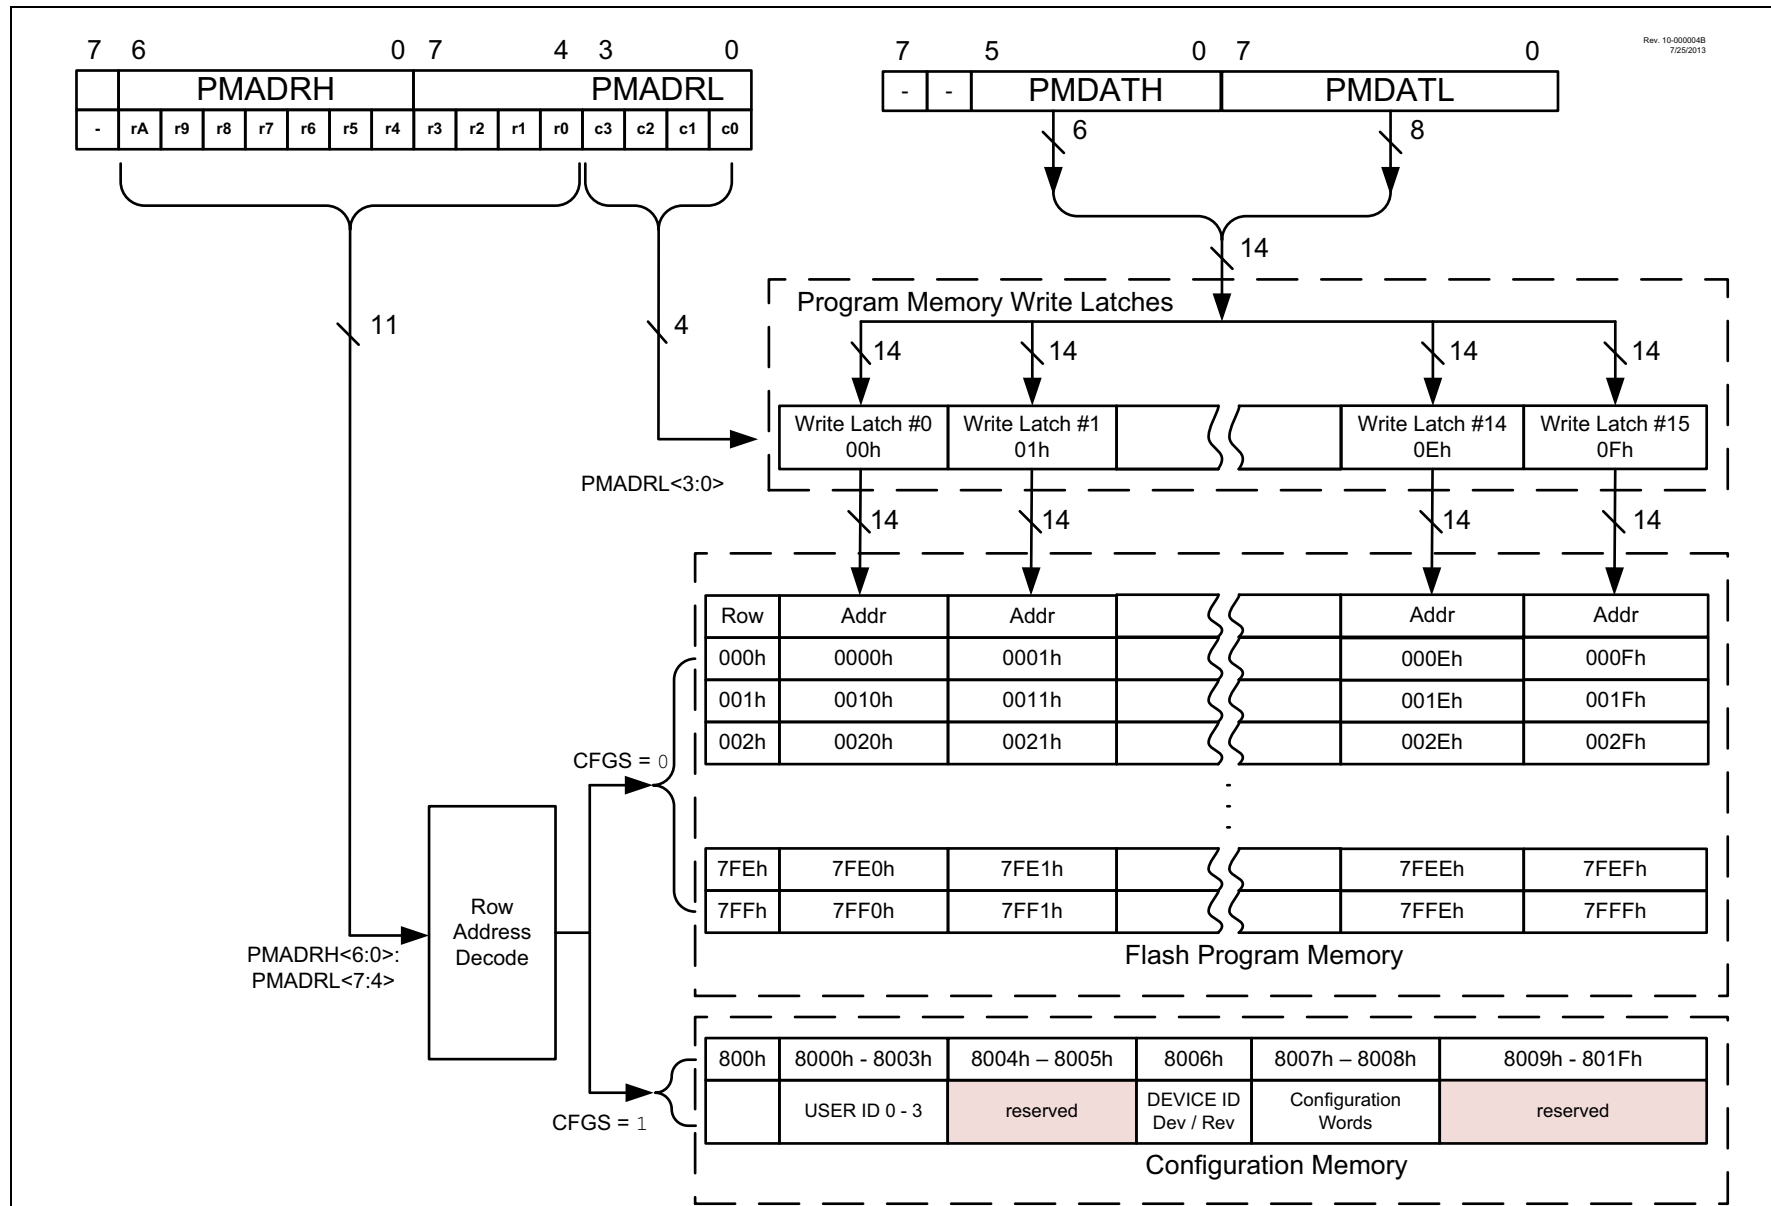 7 6 0 7 4 3 0
7 5 0 7 0
Rev. 10-000004B
7/25/2013
PMADRH PMADRL
- - PMDATH PMDATL
- rA r9 r8 r7 r6 r5 r4 r3 r2 r1 r0 c3 c2 c1 c0
6 8
14
11 4
Program Memory Write Latches
14 14 14 14
Write Latch #0
00h
Write Latch #1
01h
Write Latch #14
0Eh
Write Latch #15
0Fh
PMADRL<3:0>
14 14 14 14
Row Addr Addr Addr Addr
000h 0000h 0001h 000Eh 000Fh
001h 0010h 0011h 001Eh 001Fh
002h 0020h 0021h 002Eh 002Fh
CFGS = 0
7FEh 7FE0h 7FE1h 7FEEh 7FEFh
7FFh 7FF0h 7FF1h 7FFEh 7FFFh
Flash Program Memory
Row
Address
Decode
PMADRH<6:0>:
PMADRL<7:4>
800h 8000h - 8003h 8004h – 8005h 8006h 8007h – 8008h 8009h - 801Fh
USER ID 0 - 3
reserved
DEVICE ID
Dev / Rev
Configuration
Words
reserved
CFGS = 1
Configuration Memory